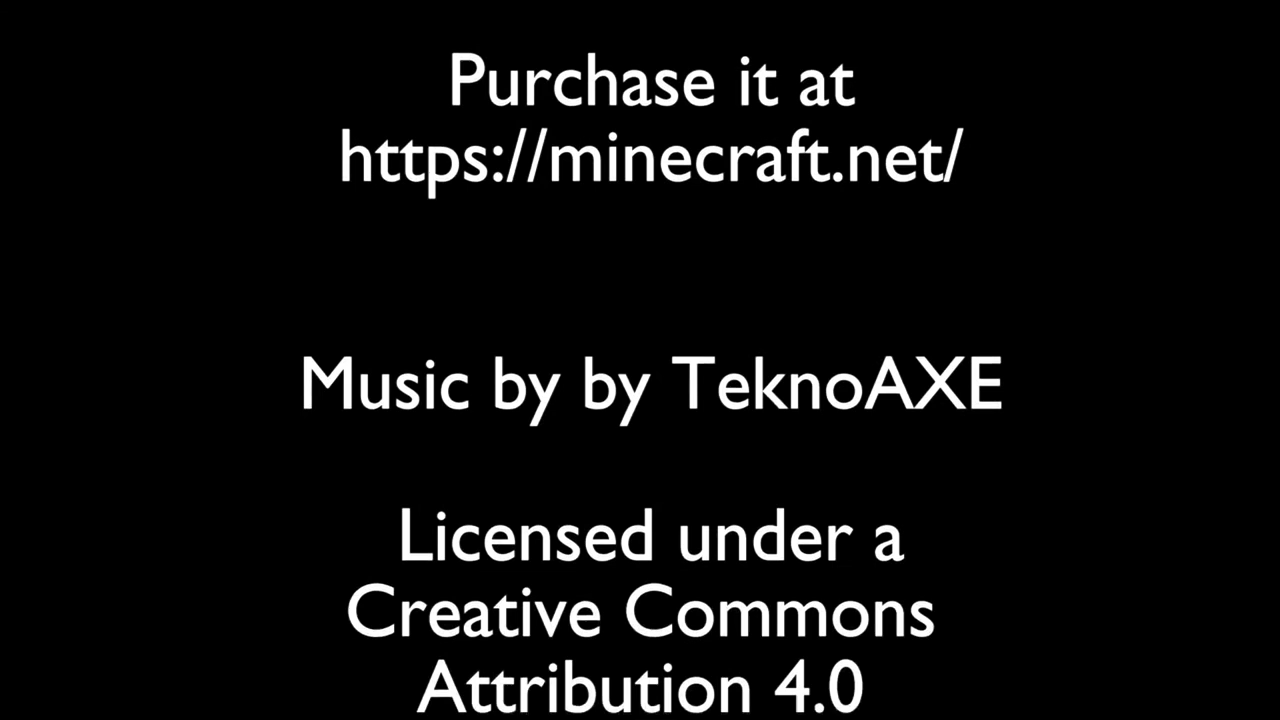 Purchase it at
https://minecraft.net/
Music by by TeknoAXE
Licensed under a
Creative Commons
Attribution 4.0